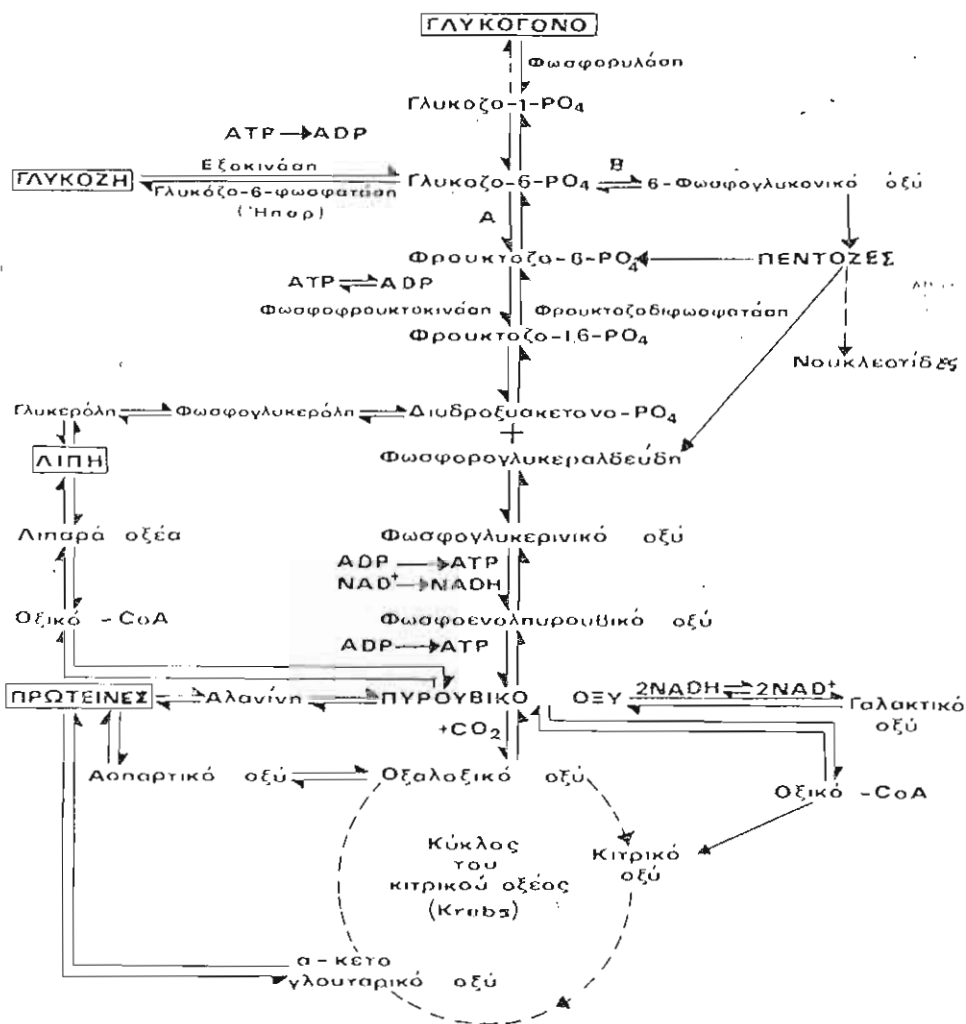 ΓΛΥΚΟΓΟΝΟ
Φωσφορυλάση
Γλυκοζο-1-PO4
ATP → ADP
Εξοκινάση
ΓΛΥΚΟΖΗ
Γλυκόζο-6-φωσφατάση
(Ήπαρ)
Γλυκοζο-6-PO4
B
6-Φωσφογλυκονικό οξύ
A
Φρουκτοζο-6-PO4
ΠΕΝΤΟΖΕΣ
ATP ⇌ ADP
Φωσφοφρουκτοκινάση
Φρουκτοζοδιφωσφατάση
Φρουκτοζο-1,6-PO4
Νουκλεοτίδες
Γλυκερόλη
Φωσφογλυκερόλη
Διυδροξυακετονο-PO4
+
ΛΙΠΗ
Φωσφορογλυκεραλδεύδη
Λιπαρά οξέα
Φωσφογλυκερινικό οξύ
ADP → ATP
NAD+ → NADH
Οξικό -CoA
Φωσφοενολπυρουβικό οξύ
ADP → ATP
ΠΡΩΤΕΙΝΕΣ
Αλανίνη
ΠΥΡΟΥΒΙΚΟ ΟΞΥ
2NADH ⇌ 2NAD+
Γαλακτικό
οξύ
+CO2
Ασπαρτικό οξύ
Οξαλοξικό οξύ
Οξικό -CoA
Κύκλος
του
κιτρικού οξέος
(Krebs)
Κιτρικό
οξύ
α-κετο
γλουταρικό οξύ